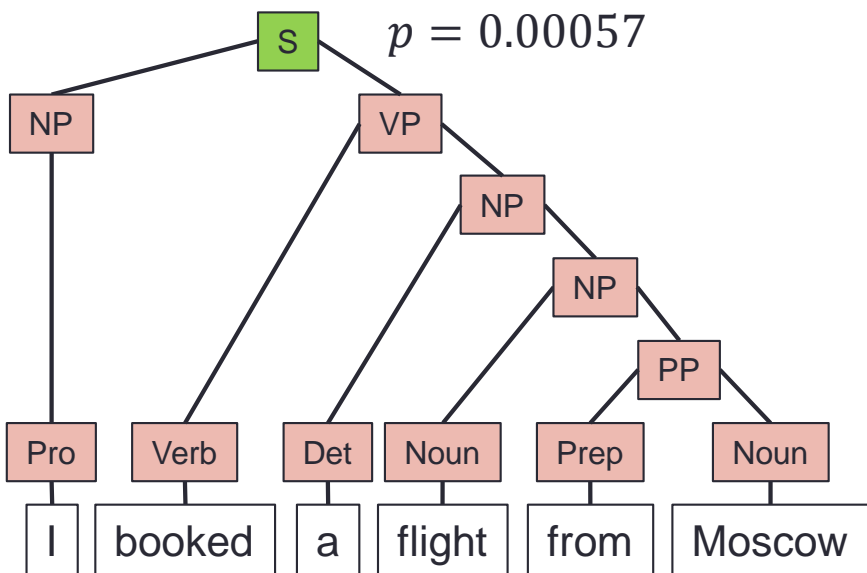 S
p = 0.00057
NP
VP
NP
NP
PP
Pro
Verb
Det
Noun
Prep
Noun
I
booked
a
flight
from
Moscow